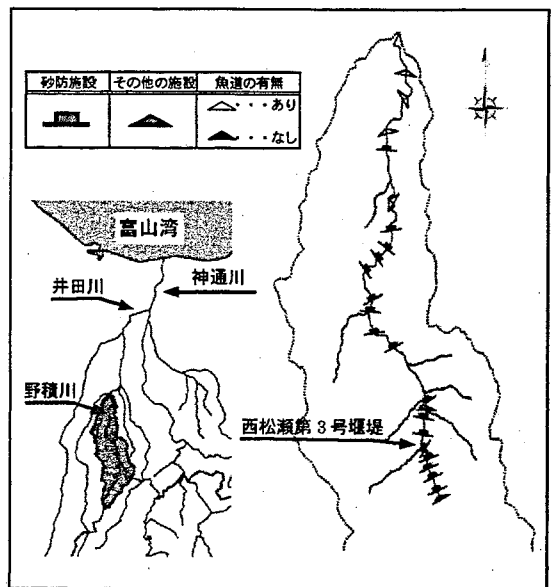 砂防施設 その他の施設 魚道の有無
・・・あり
・・・なし
富山湾
井田川
神通川
野積川
西松瀬第3号堰堤